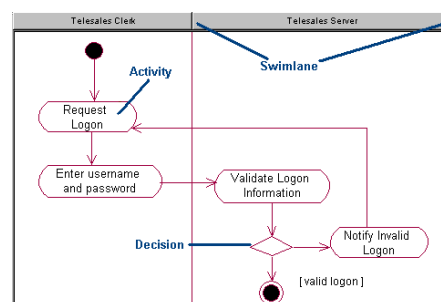 Telesales Clerk
Telesales Server
Swimlane
Activity
Request
Logon
Enter username
and password
Validate Logon
Information
Decision
Notify Invalid
Logon
[ valid logon ]